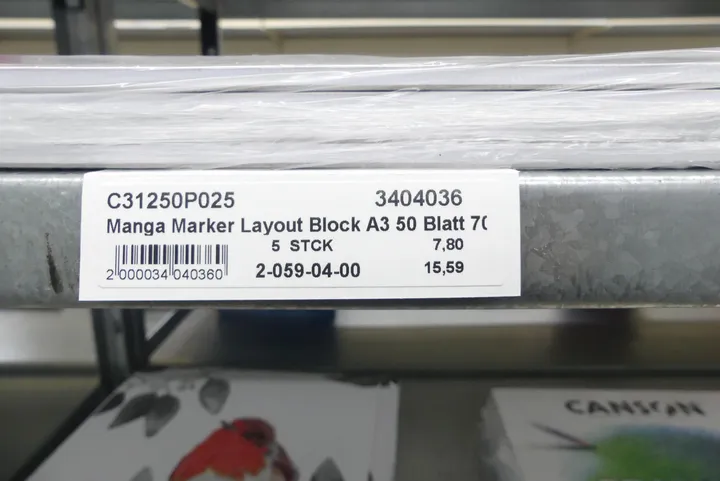 C31250P025 3404036
Manga Marker Layout Block A3 50 Blatt 70
5 STCK 7,80
2 000034 040360 2-059-04-00 15,59
CANSON